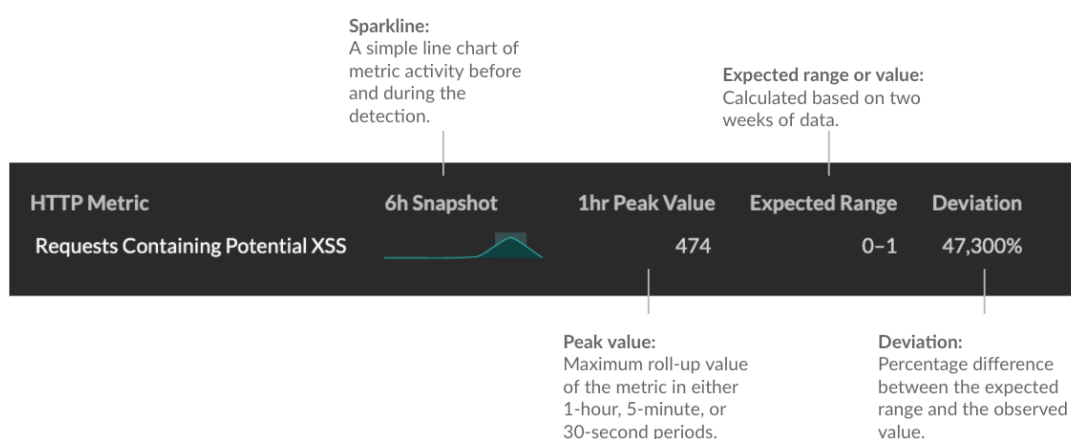 Sparkline:
A simple line chart of
metric activity before
and during the
detection.
Expected range or value:
Calculated based on two
weeks of data.
HTTP Metric 6h Snapshot 1hr Peak Value Expected Range Deviation
Requests Containing Potential XSS 474 0–1 47,300%
Peak value:
Maximum roll-up value
of the metric in either
1-hour, 5-minute, or
30-second periods.
Deviation:
Percentage difference
between the expected
range and the observed
value.